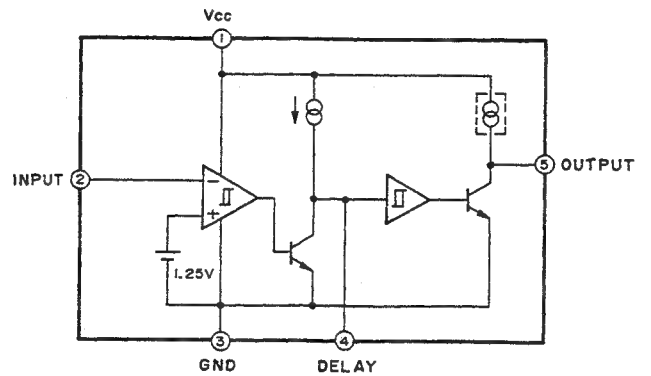 Vcc
1
INPUT 2
5 OUTPUT
−
+
1.25V
3
4
GND
DELAY